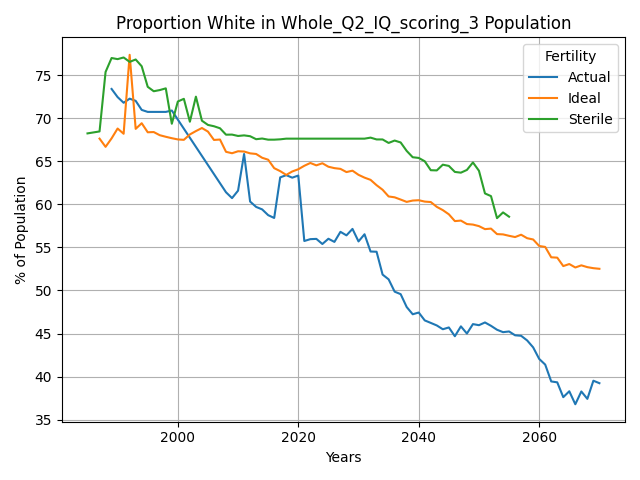 Proportion White in Whole_Q2_IQ_scoring_3 Population
Fertility
Actual
Ideal
Sterile
% of Population
75
70
65
60
55
50
45
40
35
2000
2020
2040
2060
Years